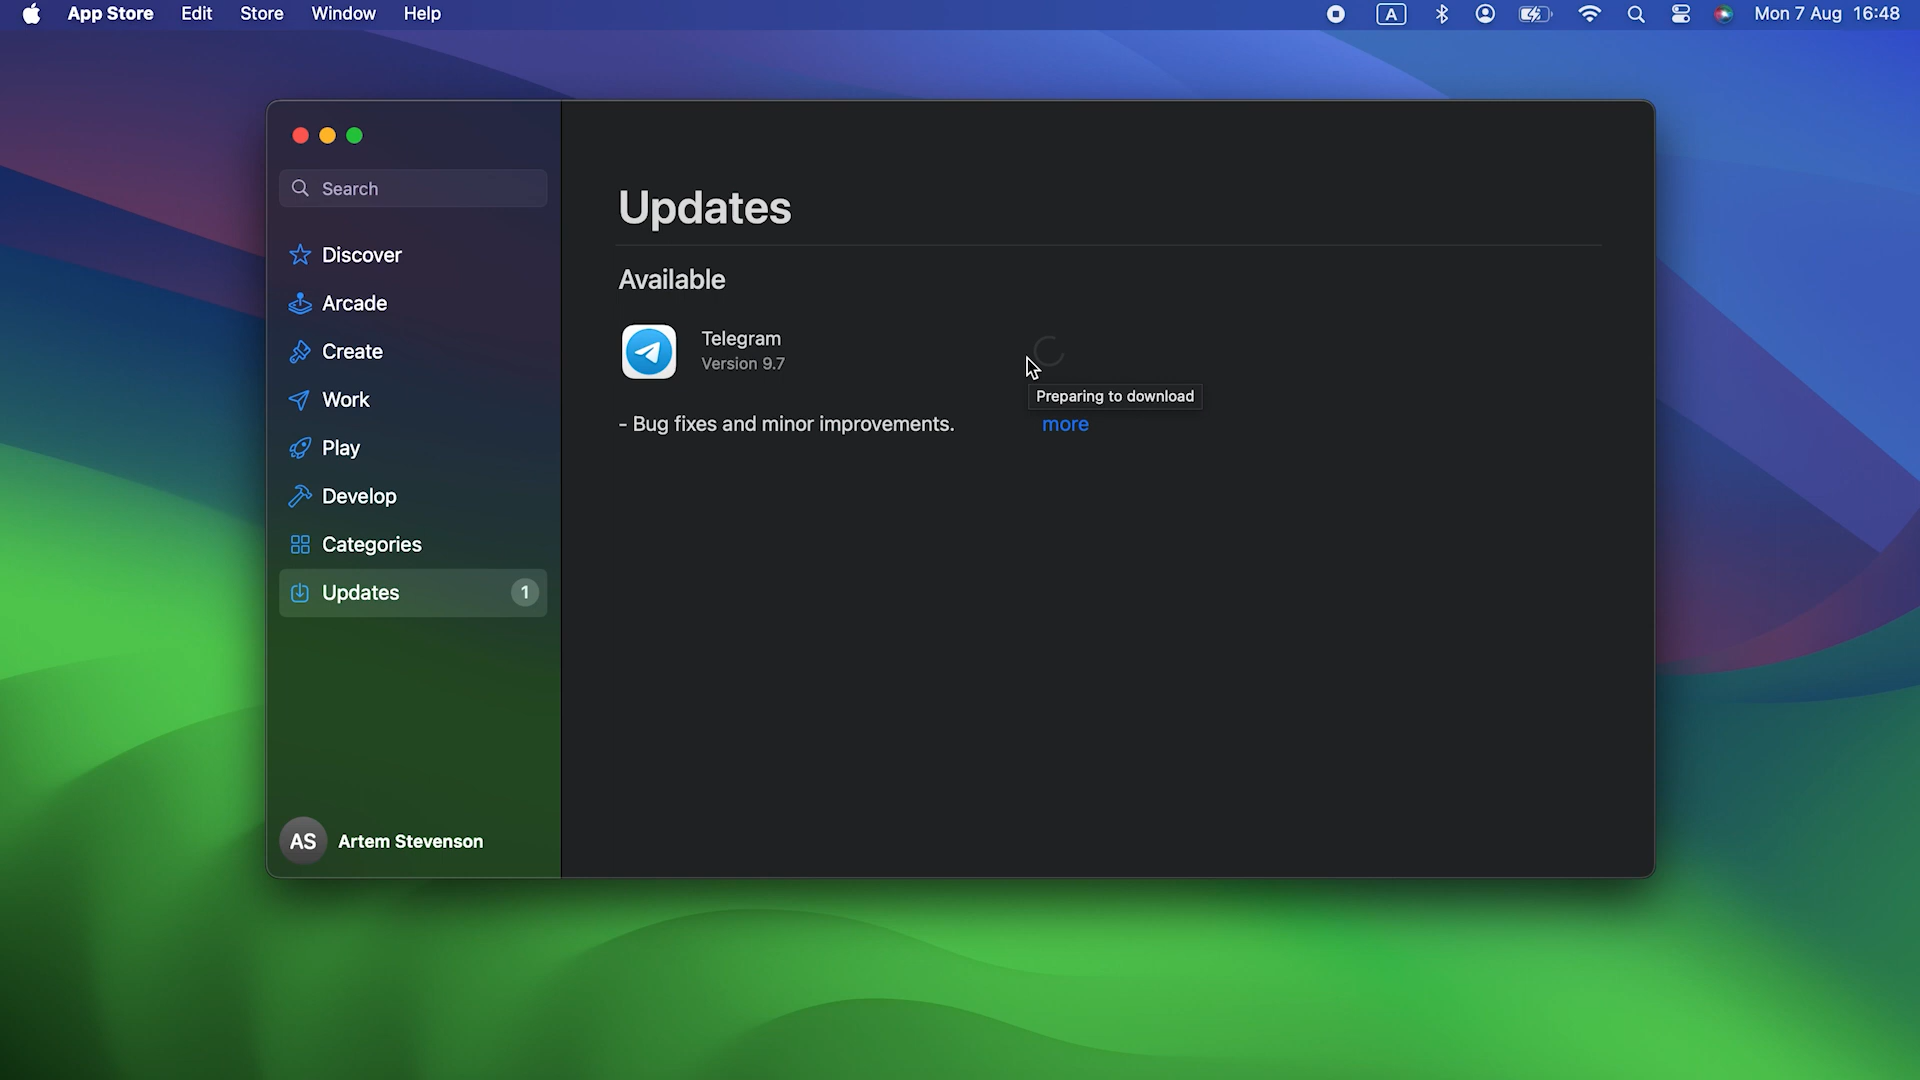 App Store Edit Store Window Help A Mon 7 Aug 16:48
Search
Discover
Arcade
Create
Work
Play
Develop
Categories
Updates 1
AS Artem Stevenson
Updates
Available
Telegram
Version 9.7
Preparing to download
- Bug fixes and minor improvements. more